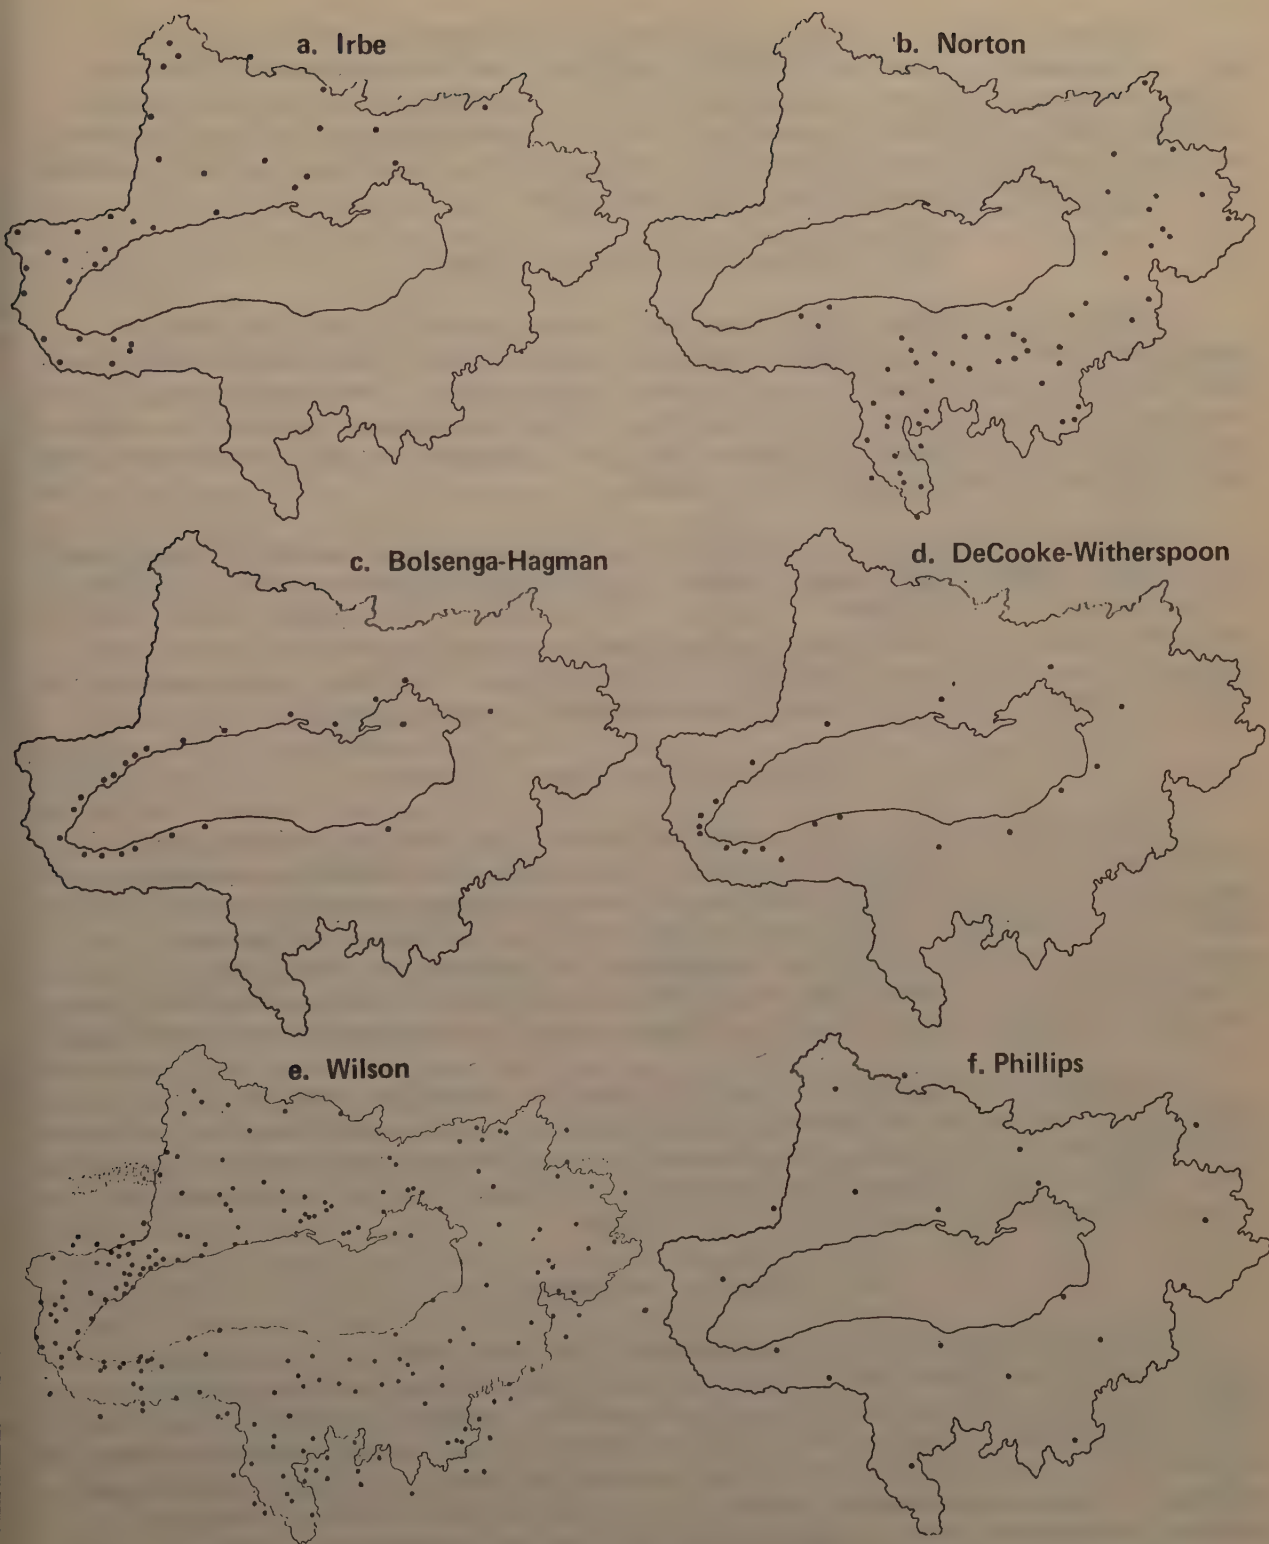 a. Irbe
b. Norton
c. Bolsenga-Hagman
d. DeCooke-Witherspoon
e. Wilson
f. Phillips